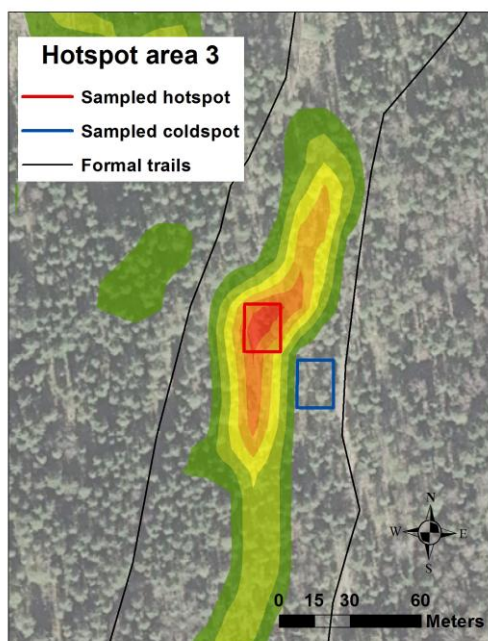 Hotspot area 3
Sampled hotspot
Sampled coldspot
Formal trails
N
W E
S
0 15 30 60
Meters